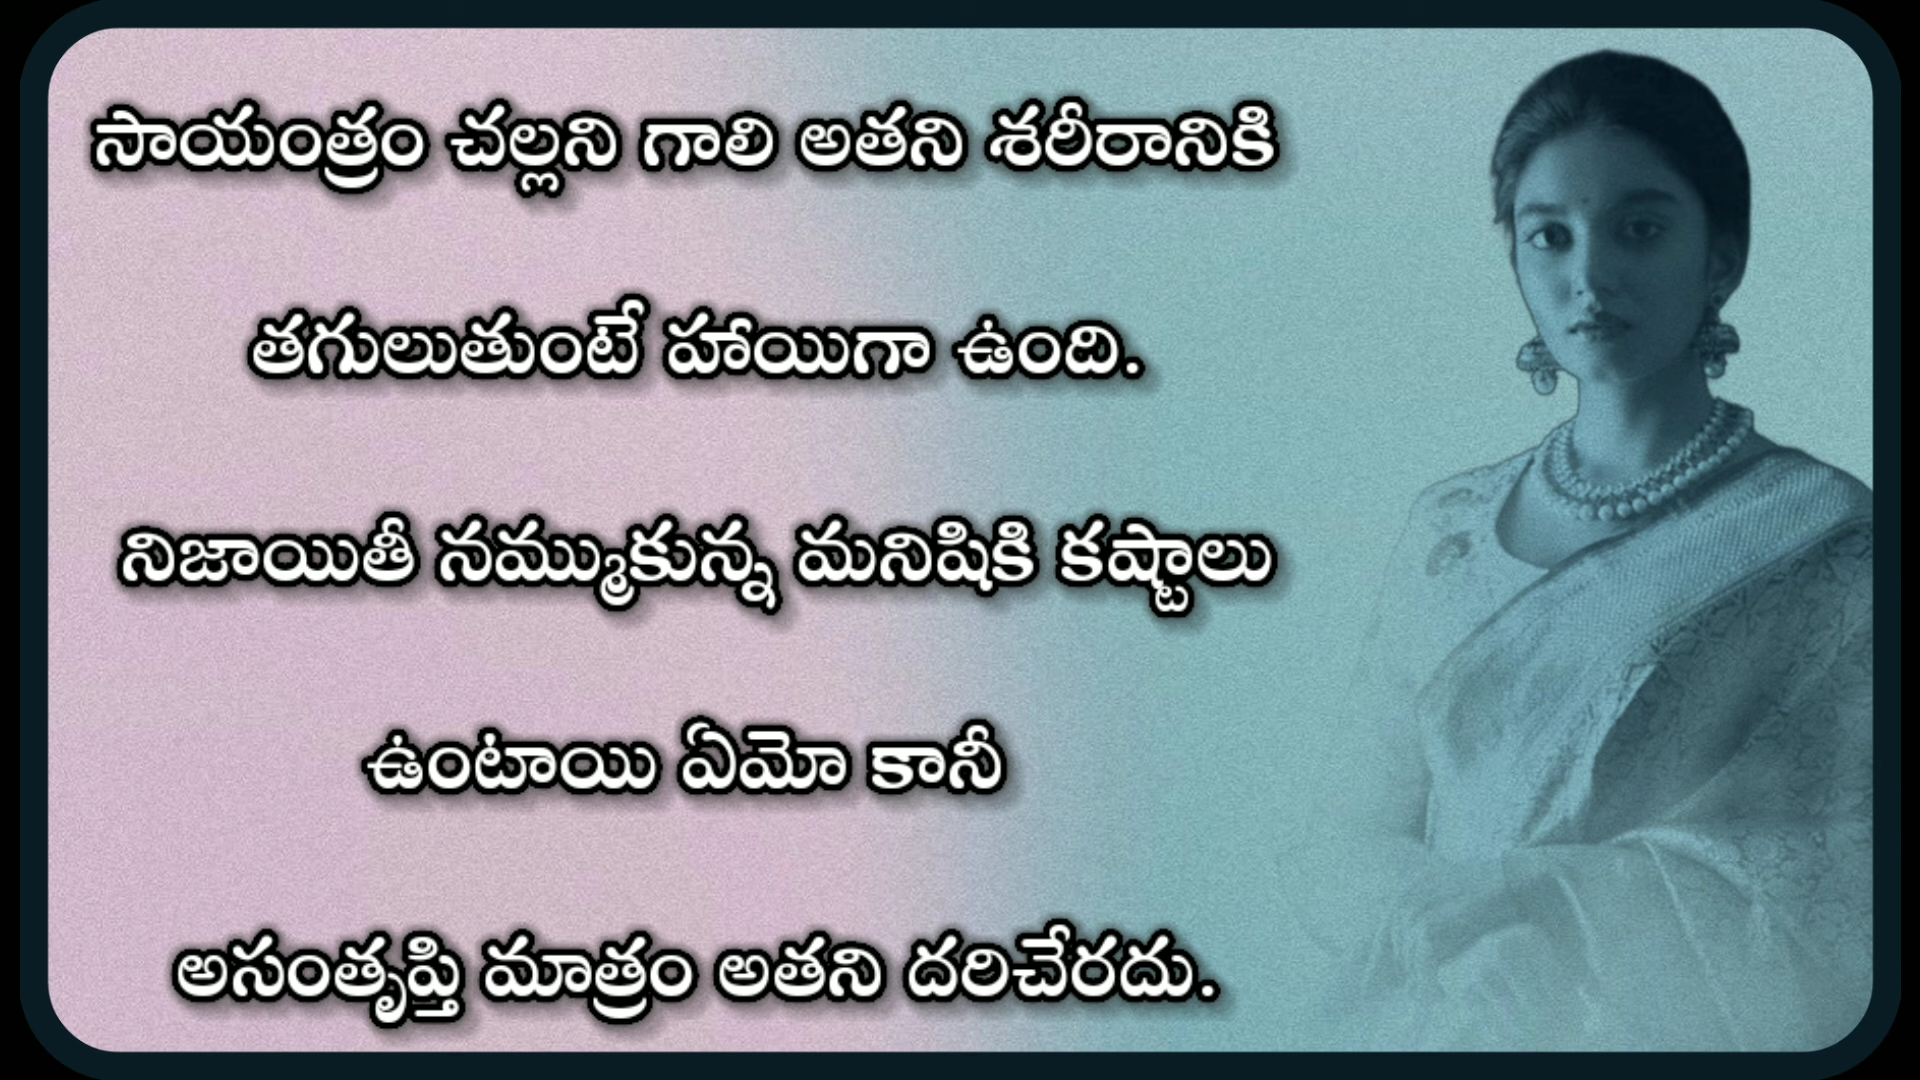 సాయంత్రం చల్లని గాలి అతని శరీరానికి
తగులుతుంటే హాయిగా ఉంది.
నిజాయితీ నమ్ముకున్న మనిషికి కష్టాలు
ఉంటాయి ఏమో కానీ
అసంతృప్తి మాత్రం అతని దరిచేరదు.